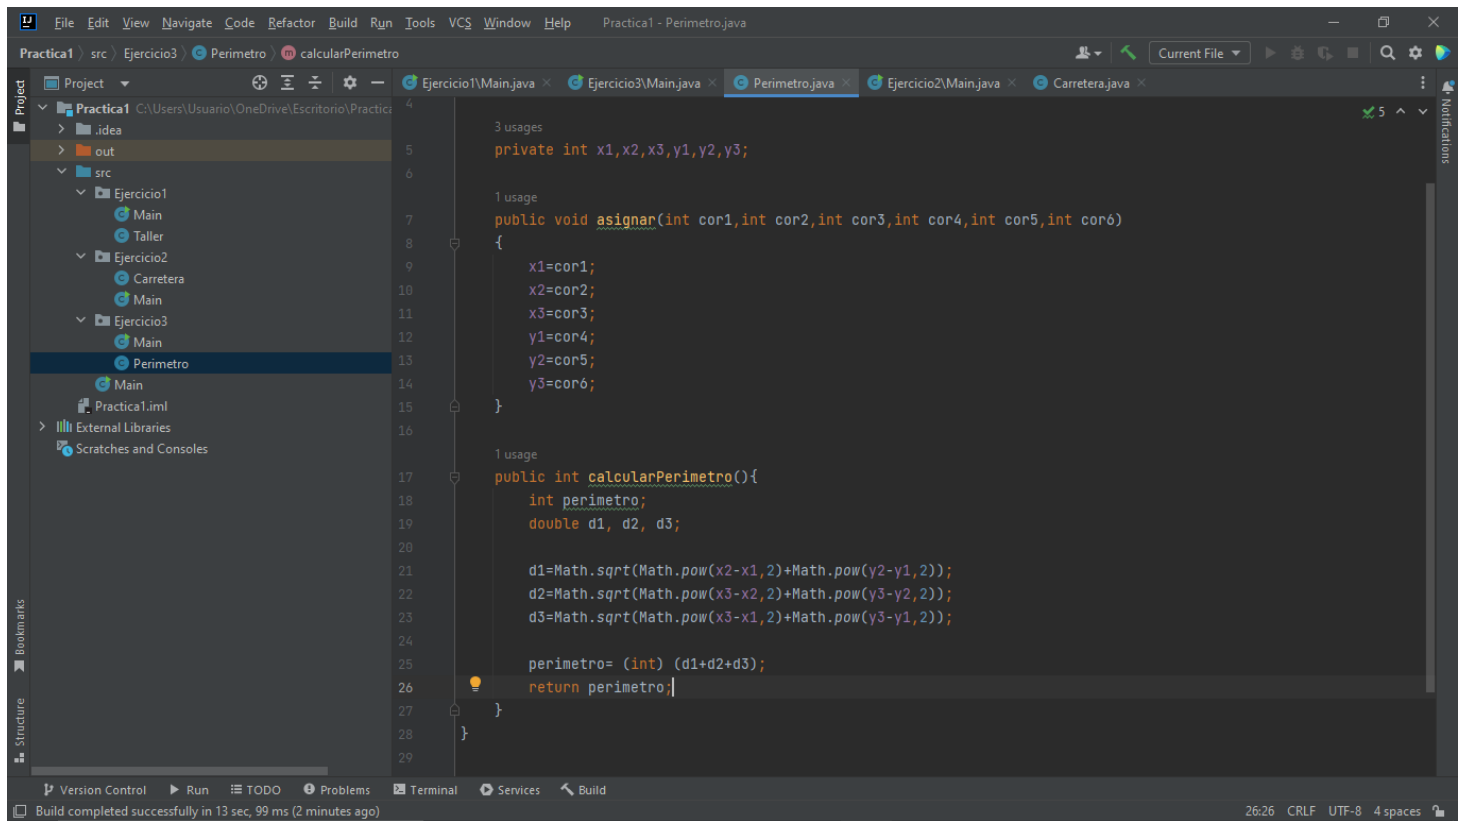 File Edit View Navigate Code Refactor Build Run Tools VCS Window Help Practica1 - Perimetro.java
Practica1 src Ejercicio3 Perimetro calcularPerimetro Current File
Project
Project
Practica1 C:\Users\Usuario\OneDrive\Escritorio\Practica
.idea
out
src
Ejercicio1
Main
Taller
Ejercicio2
Carretera
Main
Ejercicio3
Main
Perimetro
Main
Practica1.iml
External Libraries
Scratches and Consoles
Bookmarks
Structure
Ejercicio1\Main.java Ejercicio3\Main.java Perimetro.java Ejercicio2\Main.java Carretera.java
4
5
3 usages
5 private int x1,x2,x3,y1,y2,y3;
6
1 usage
7 public void asignar(int cor1,int cor2,int cor3,int cor4,int cor5,int cor6)
8 {
9 x1=cor1;
10 x2=cor2;
11 x3=cor3;
12 y1=cor4;
13 y2=cor5;
14 y3=cor6;
15 }
16
1 usage
17 public int calcularPerimetro(){
18 int perimetro;
19 double d1, d2, d3;
20
21 d1=Math.sqrt(Math.pow(x2-x1,2)+Math.pow(y2-y1,2));
22 d2=Math.sqrt(Math.pow(x3-x2,2)+Math.pow(y3-y2,2));
23 d3=Math.sqrt(Math.pow(x3-x1,2)+Math.pow(y3-y1,2));
24
25 perimetro= (int) (d1+d2+d3);
26 return perimetro;
27 }
28 }
29
Notifications
Version Control Run TODO Problems Terminal Services Build
Build completed successfully in 13 sec, 99 ms (2 minutes ago) 26:26 CRLF UTF-8 4 spaces